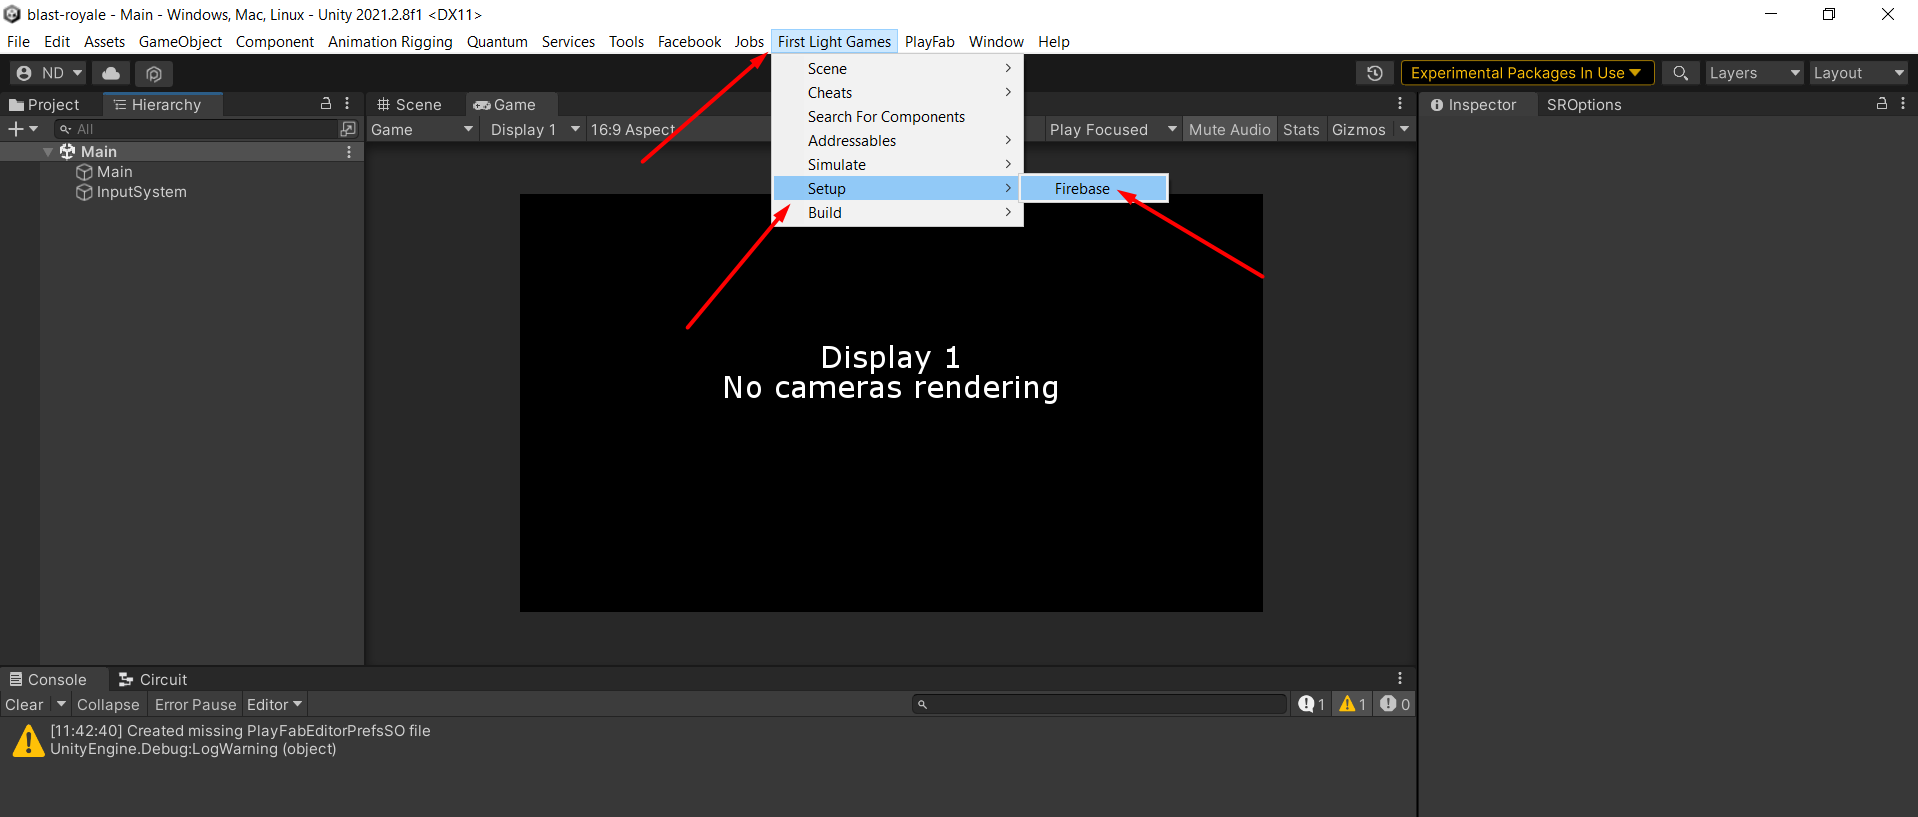 blast-royale - Main - Windows, Mac, Linux - Unity 2021.2.8f1 <DX11>
File Edit Assets GameObject Component Animation Rigging Quantum Services Tools Facebook Jobs First Light Games PlayFab Window Help
ND
Experimental Packages In Use
Layers
Layout
Project
Hierarchy
All
Main
Main
InputSystem
Scene
Game
Game
Display 1
16:9 Aspect
Play Focused
Mute Audio
Stats
Gizmos
Scene
Cheats
Search For Components
Addressables
Simulate
Setup
Build
Firebase
Display 1
No cameras rendering
Inspector
SROptions
Console
Circuit
Clear
Collapse
Error Pause
Editor
1
1
0
[11:42:40] Created missing PlayFabEditorPrefsSO file
UnityEngine.Debug:LogWarning (object)